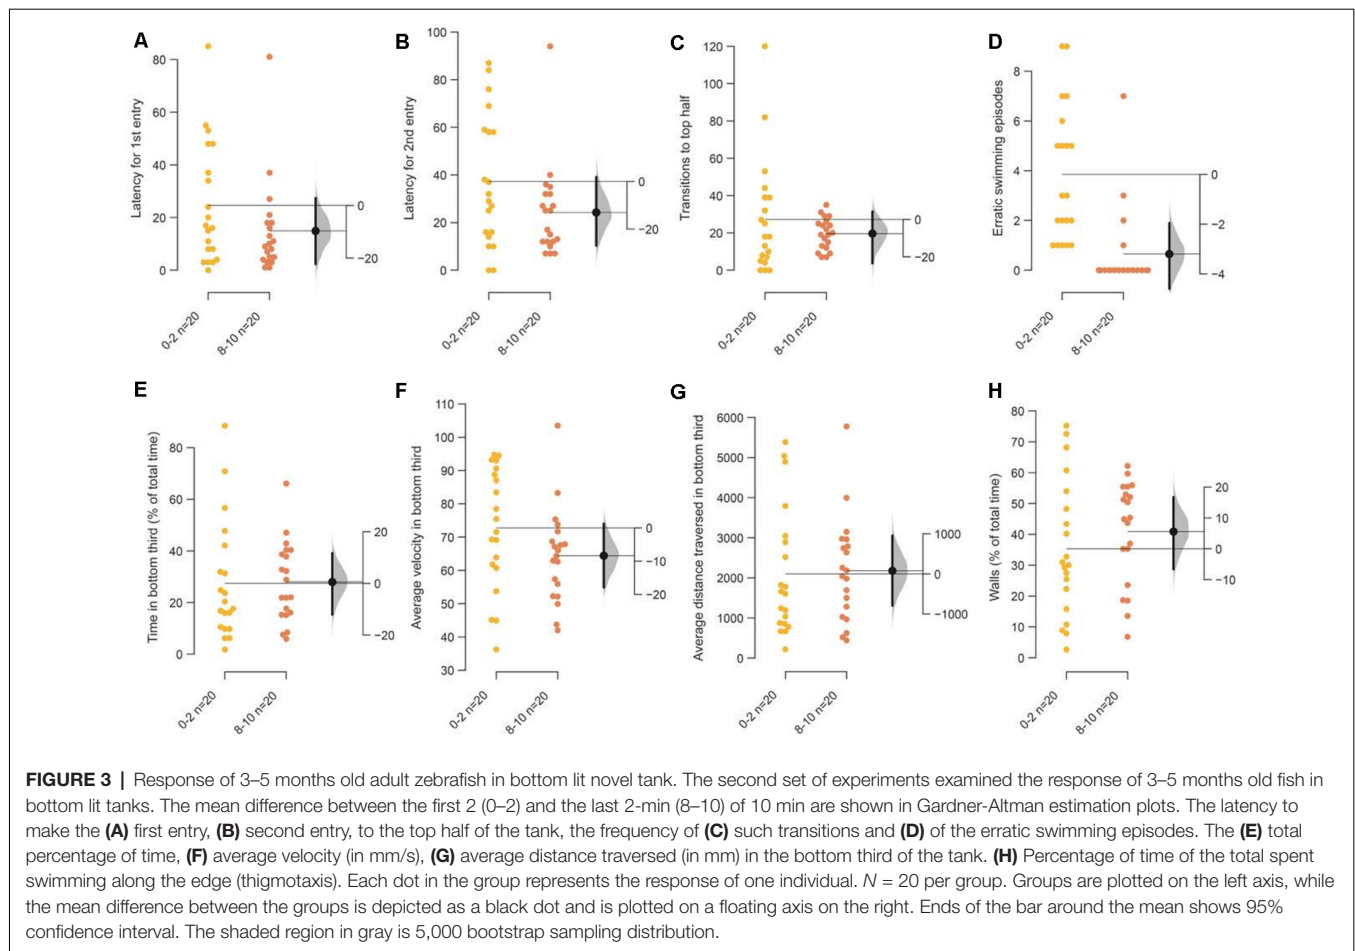 A
Latency for 1st entry
80
60
40
20
0
0
−20
0-2 n=20
8-10 n=20
B
Latency for 2nd entry
100
80
60
40
20
0
0
−20
0-2 n=20
8-10 n=20
C
Transitions to top half
120
100
80
60
40
20
0
0
−20
0-2 n=20
8-10 n=20
D
Erratic swimming episodes
8
6
4
2
0
0
−2
−4
0-2 n=20
8-10 n=20
E
Time in bottom third (% of total time)
80
60
40
20
0
20
0
−20
0-2 n=20
8-10 n=20
F
Average velocity in bottom third
110
100
90
80
70
60
50
40
30
0
−10
−20
0-2 n=20
8-10 n=20
G
Average distance traversed in bottom third
6000
5000
4000
3000
2000
1000
0
1000
0
−1000
0-2 n=20
8-10 n=20
H
Walls (% of total time)
80
70
60
50
40
30
20
10
0
20
10
0
−10
0-2 n=20
8-10 n=20
FIGURE 3 | Response of 3–5 months old adult zebrafish in bottom lit novel tank. The second set of experiments examined the response of 3–5 months old fish in
bottom lit tanks. The mean difference between the first 2 (0–2) and the last 2-min (8–10) of 10 min are shown in Gardner-Altman estimation plots. The latency to
make the (A) first entry, (B) second entry, to the top half of the tank, the frequency of (C) such transitions and (D) of the erratic swimming episodes. The (E) total
percentage of time, (F) average velocity (in mm/s), (G) average distance traversed (in mm) in the bottom third of the tank. (H) Percentage of time of the total spent
swimming along the edge (thigmotaxis). Each dot in the group represents the response of one individual. N = 20 per group. Groups are plotted on the left axis, while
the mean difference between the groups is depicted as a black dot and is plotted on a floating axis on the right. Ends of the bar around the mean shows 95%
confidence interval. The shaded region in gray is 5,000 bootstrap sampling distribution.